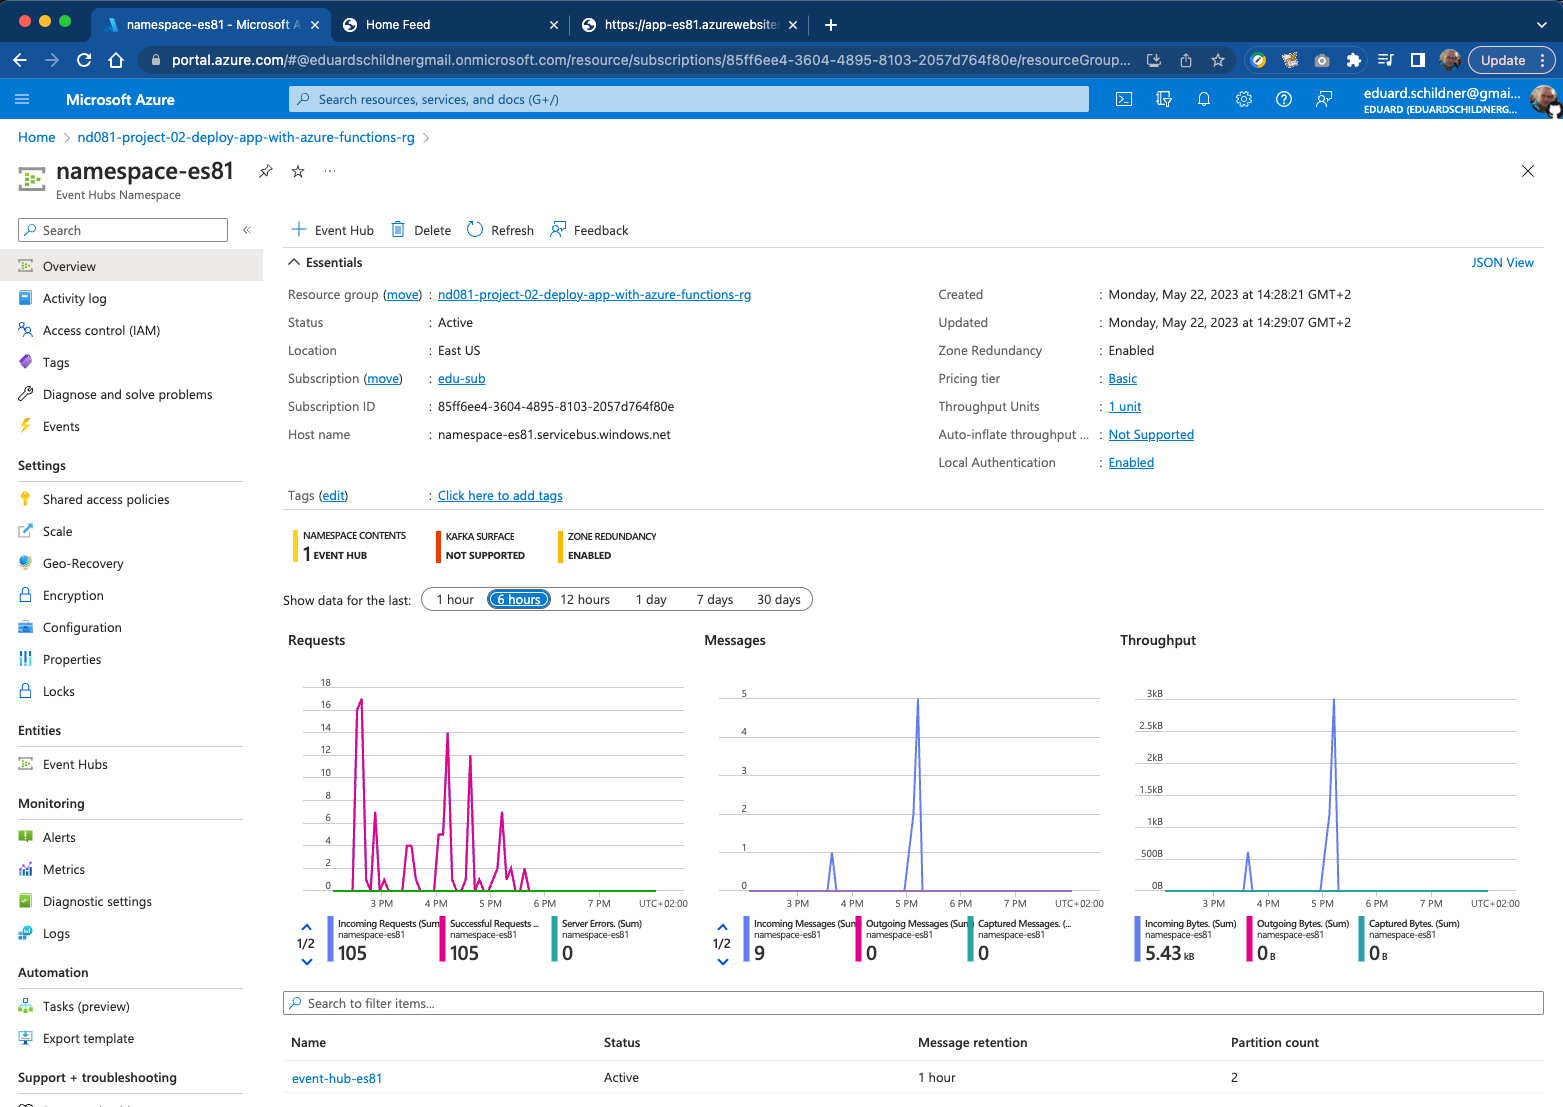 namespace-es81 - Microsoft A
Home Feed
https://app-es81.azurewebsite
portal.azure.com/#@eduardschildnergmail.onmicrosoft.com/resource/subscriptions/85ff6ee4-3604-4895-8103-2057d764f80e/resourceGroup...
Update
Microsoft Azure
Search resources, services, and docs (G+/)
eduard.schildner@gmai...
EDUARD (EDUARDSCHILDNERG...
Home > nd081-project-02-deploy-app-with-azure-functions-rg >
namespace-es81
Event Hubs Namespace
Search
Overview
Activity log
Access control (IAM)
Tags
Diagnose and solve problems
Events
Settings
Shared access policies
Scale
Geo-Recovery
Encryption
Configuration
Properties
Locks
Entities
Event Hubs
Monitoring
Alerts
Metrics
Diagnostic settings
Logs
Automation
Tasks (preview)
Export template
Support + troubleshooting
Event Hub Delete Refresh Feedback
Essentials
JSON View
Resource group (move) : nd081-project-02-deploy-app-with-azure-functions-rg
Status : Active
Location : East US
Subscription (move) : edu-sub
Subscription ID : 85ff6ee4-3604-4895-8103-2057d764f80e
Host name : namespace-es81.servicebus.windows.net
Tags (edit) : Click here to add tags
Created : Monday, May 22, 2023 at 14:28:21 GMT+2
Updated : Monday, May 22, 2023 at 14:29:07 GMT+2
Zone Redundancy : Enabled
Pricing tier : Basic
Throughput Units : 1 unit
Auto-inflate throughput ... : Not Supported
Local Authentication : Enabled
NAMESPACE CONTENTS
1 EVENT HUB
KAFKA SURFACE
NOT SUPPORTED
ZONE REDUNDANCY
ENABLED
Show data for the last: 1 hour 6 hours 12 hours 1 day 7 days 30 days
Requests
18
16
14
12
10
8
6
4
2
0
3 PM 4 PM 5 PM 6 PM 7 PM UTC+02:00
1/2
Incoming Requests (Sum)
namespace-es81
105
Successful Requests ...
namespace-es81
105
Server Errors. (Sum)
namespace-es81
0
Messages
5
4
3
2
1
0
3 PM 4 PM 5 PM 6 PM 7 PM UTC+02:00
1/2
Incoming Messages (Sum)
namespace-es81
9
Outgoing Messages (Sum)
namespace-es81
0
Captured Messages. (...
namespace-es81
0
Throughput
3kB
2.5kB
2kB
1.5kB
1kB
500B
0B
3 PM 4 PM 5 PM 6 PM 7 PM UTC+02:00
Incoming Bytes. (Sum)
namespace-es81
5.43 kB
Outgoing Bytes. (Sum)
namespace-es81
0 B
Captured Bytes. (Sum)
namespace-es81
0 B
Search to filter items...
Name Status Message retention Partition count
event-hub-es81 Active 1 hour 2